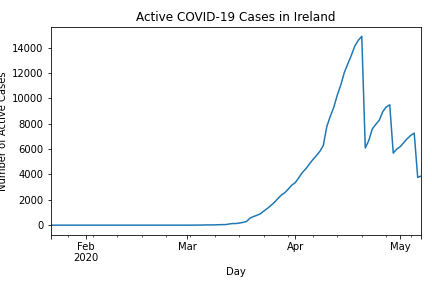 Active COVID-19 Cases in Ireland
Number of Active Cases
14000
12000
10000
8000
6000
4000
2000
0
Feb Mar Apr May
2020
Day